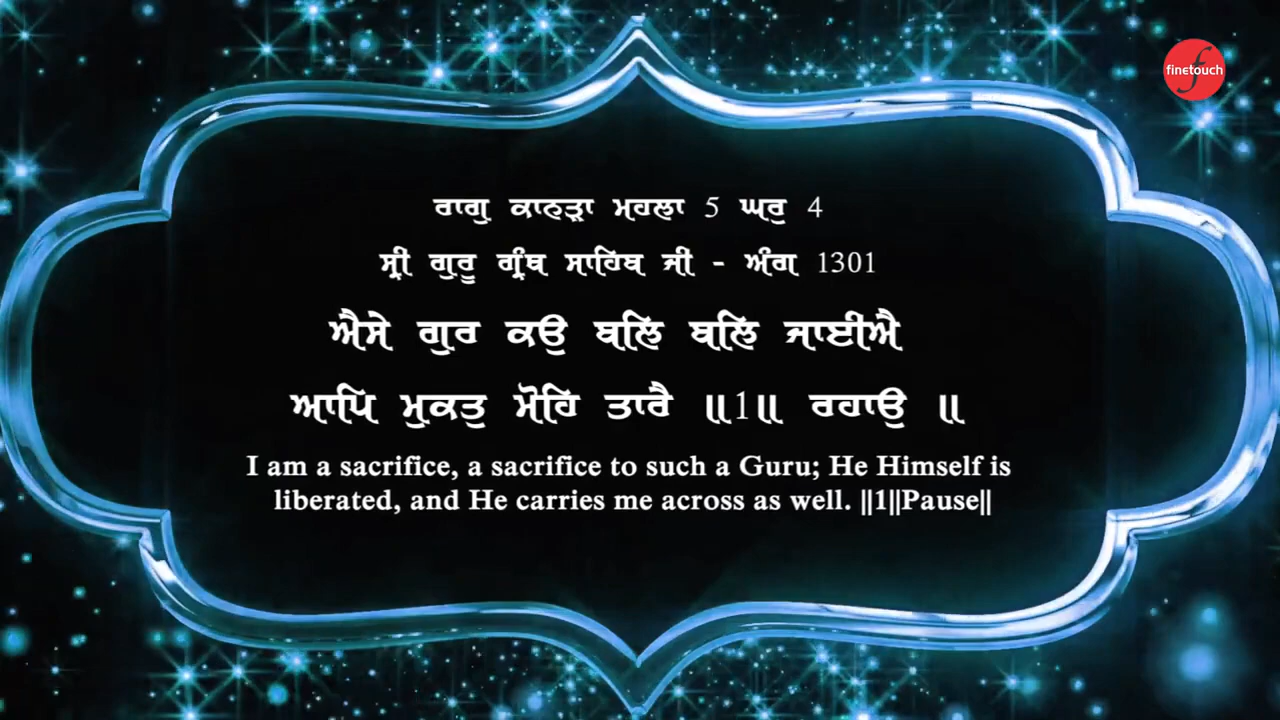 finetouch
ਰਾਗੁ ਕਾਨੜਾ ਮਹਲਾ 5 ਘਰੁ 4
ਸ੍ਰੀ ਗੁਰੂ ਗ੍ਰੰਥ ਸਾਹਿਬ ਜੀ - ਅੰਗ 1301
ਐਸੇ ਗੁਰ ਕਉ ਬਲਿ ਬਲਿ ਜਾਈਐ
ਆਪਿ ਮੁਕਤੁ ਮੋਹਿ ਤਾਰੈ ॥1॥ ਰਹਾਉ ॥
I am a sacrifice, a sacrifice to such a Guru; He Himself is
liberated, and He carries me across as well. ||1||Pause||